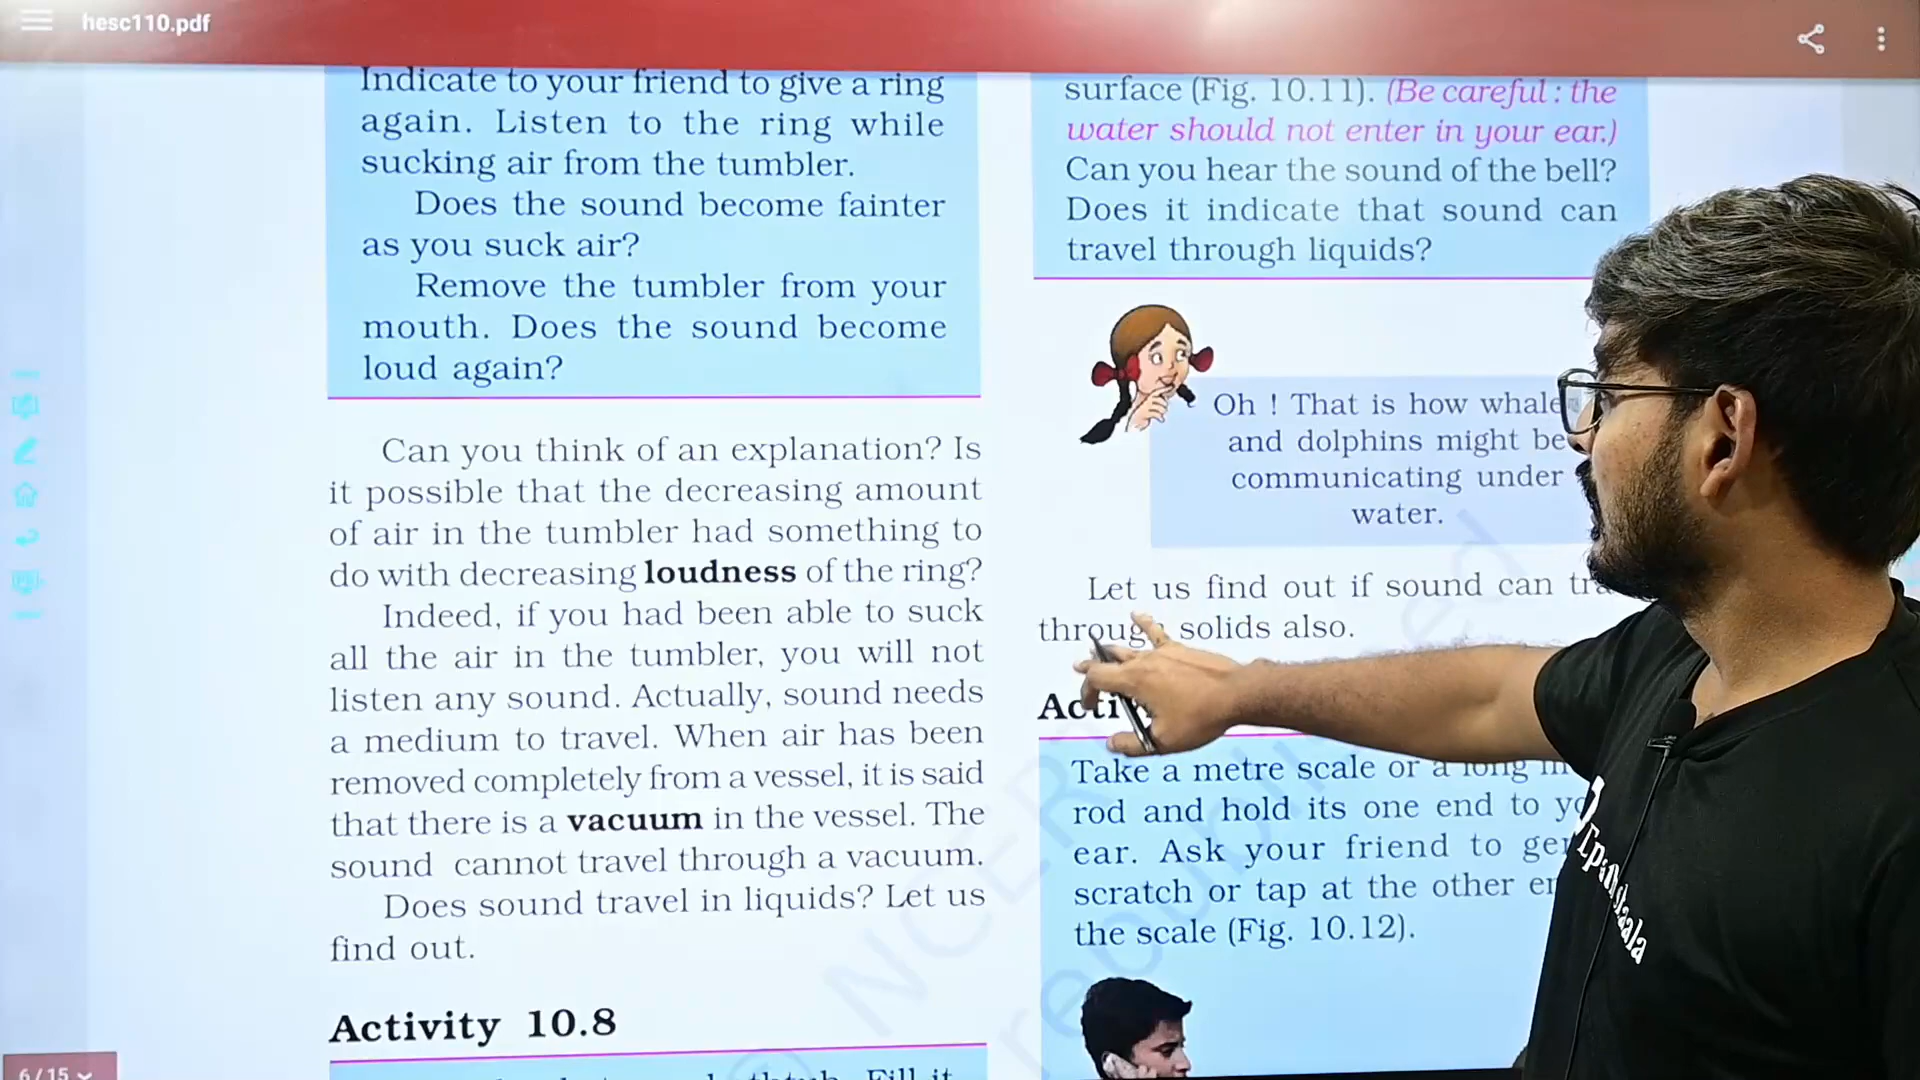 hesc110.pdf
Indicate to your friend to give a ring
again. Listen to the ring while
sucking air from the tumbler.
Does the sound become fainter
as you suck air?
Remove the tumbler from your
mouth. Does the sound become
loud again?
Can you think of an explanation? Is
it possible that the decreasing amount
of air in the tumbler had something to
do with decreasing loudness of the ring?
Indeed, if you had been able to suck
all the air in the tumbler, you will not
listen any sound. Actually, sound needs
a medium to travel. When air has been
removed completely from a vessel, it is said
that there is a vacuum in the vessel. The
sound cannot travel through a vacuum.
Does sound travel in liquids? Let us
find out.
Activity 10.8
Fill it
6/15
surface (Fig. 10.11). (Be careful : the
water should not enter in your ear.)
Can you hear the sound of the bell?
Does it indicate that sound can
travel through liquids?
Oh ! That is how
and dolphins might be
communicating under
water.
Let us find out if sound can
through solids also.
Take a metre scale or a long
rod and hold its one end to
ear. Ask your friend to
scratch or tap at the other
the scale (Fig. 10.12).